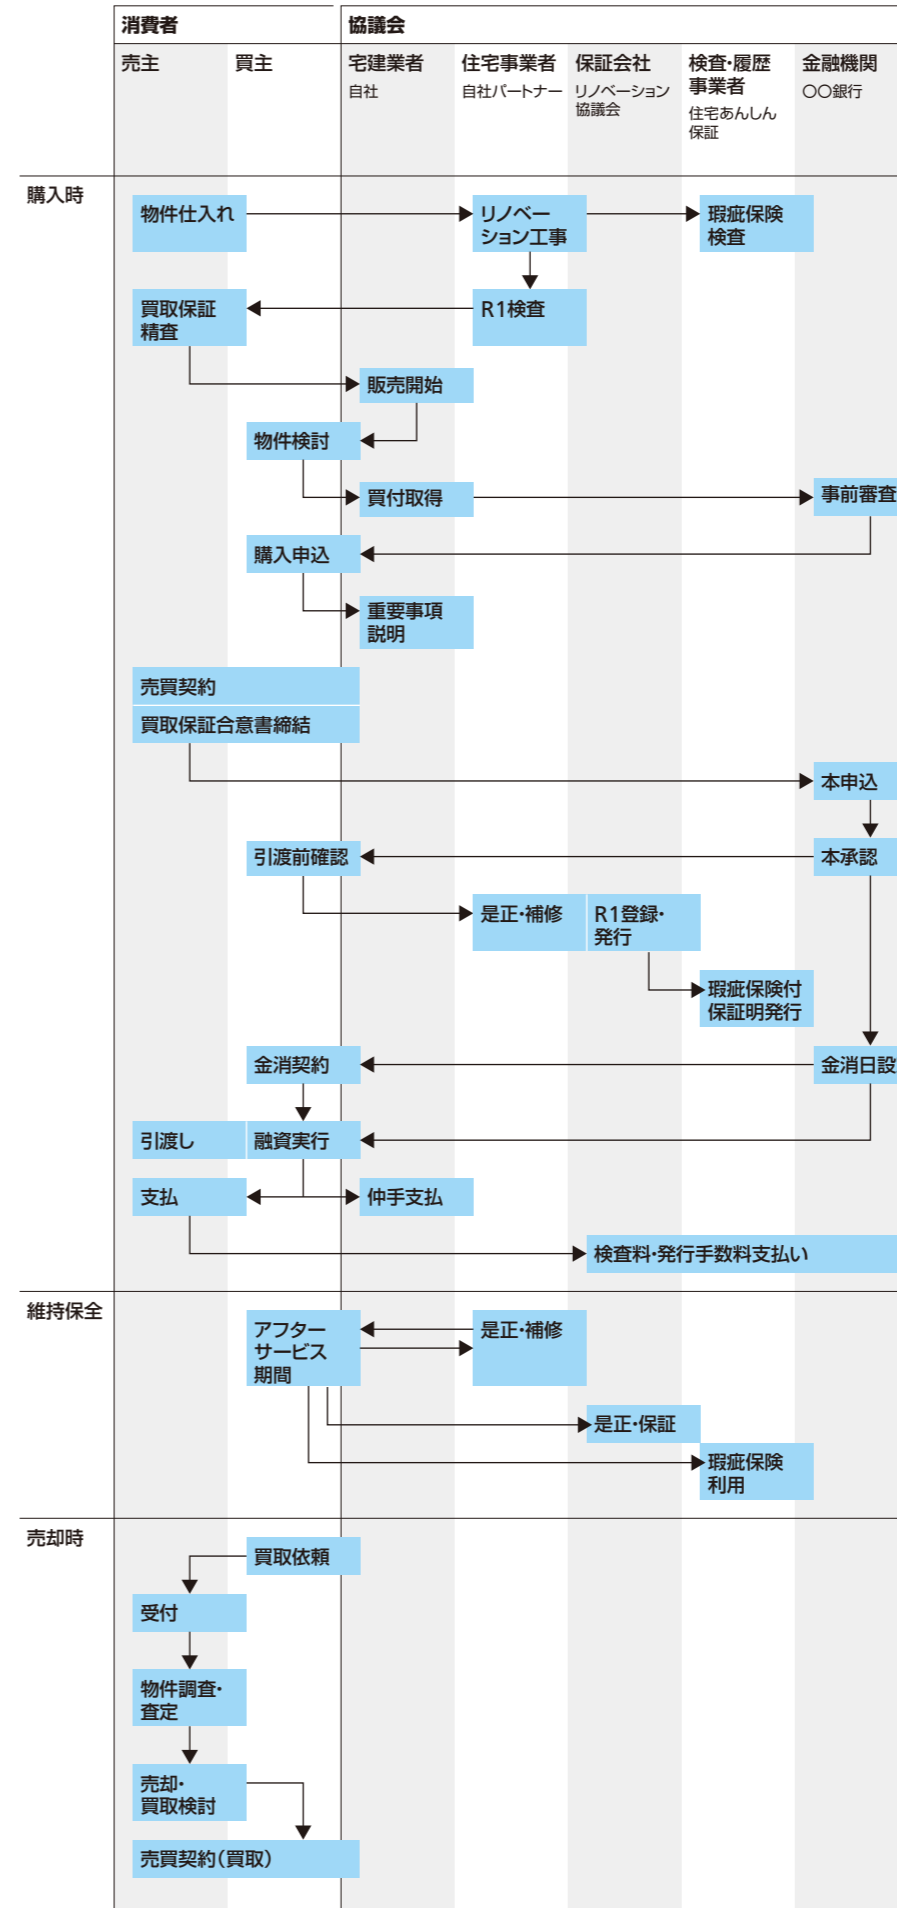 消費者
協議会
売主
買主
宅建業者
自社
住宅事業者
自社パートナー
保証会社
リノベーション
協議会
検査・履歴
事業者
住宅あんしん
保証
金融機関
〇〇銀行
購入時
物件仕入れ
リノベー
ション工事
瑕疵保険
検査
買取保証
精査
R1検査
販売開始
物件検討
買付取得
事前審査
購入申込
重要事項
説明
売買契約
買取保証合意書締結
本申込
引渡前確認
本承認
是正・補修
R1登録・
発行
瑕疵保険付
保証明発行
金消契約
金消日設
引渡し
融資実行
支払
仲手支払
検査料・発行手数料支払い
維持保全
アフター
サービス
期間
是正・補修
是正・保証
瑕疵保険
利用
売却時
買取依頼
受付
物件調査・
査定
売却・
買取検討
売買契約(買取)